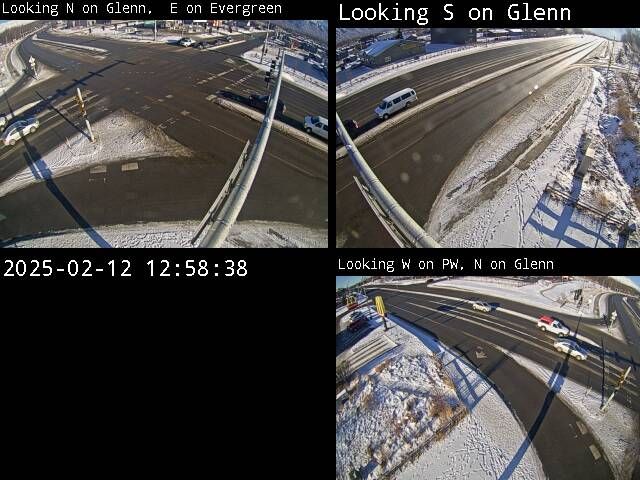 Looking N on Glenn,  E on Evergreen
Looking S on Glenn
2025-02-12 12:58:38
Looking W on PW, N on Glenn